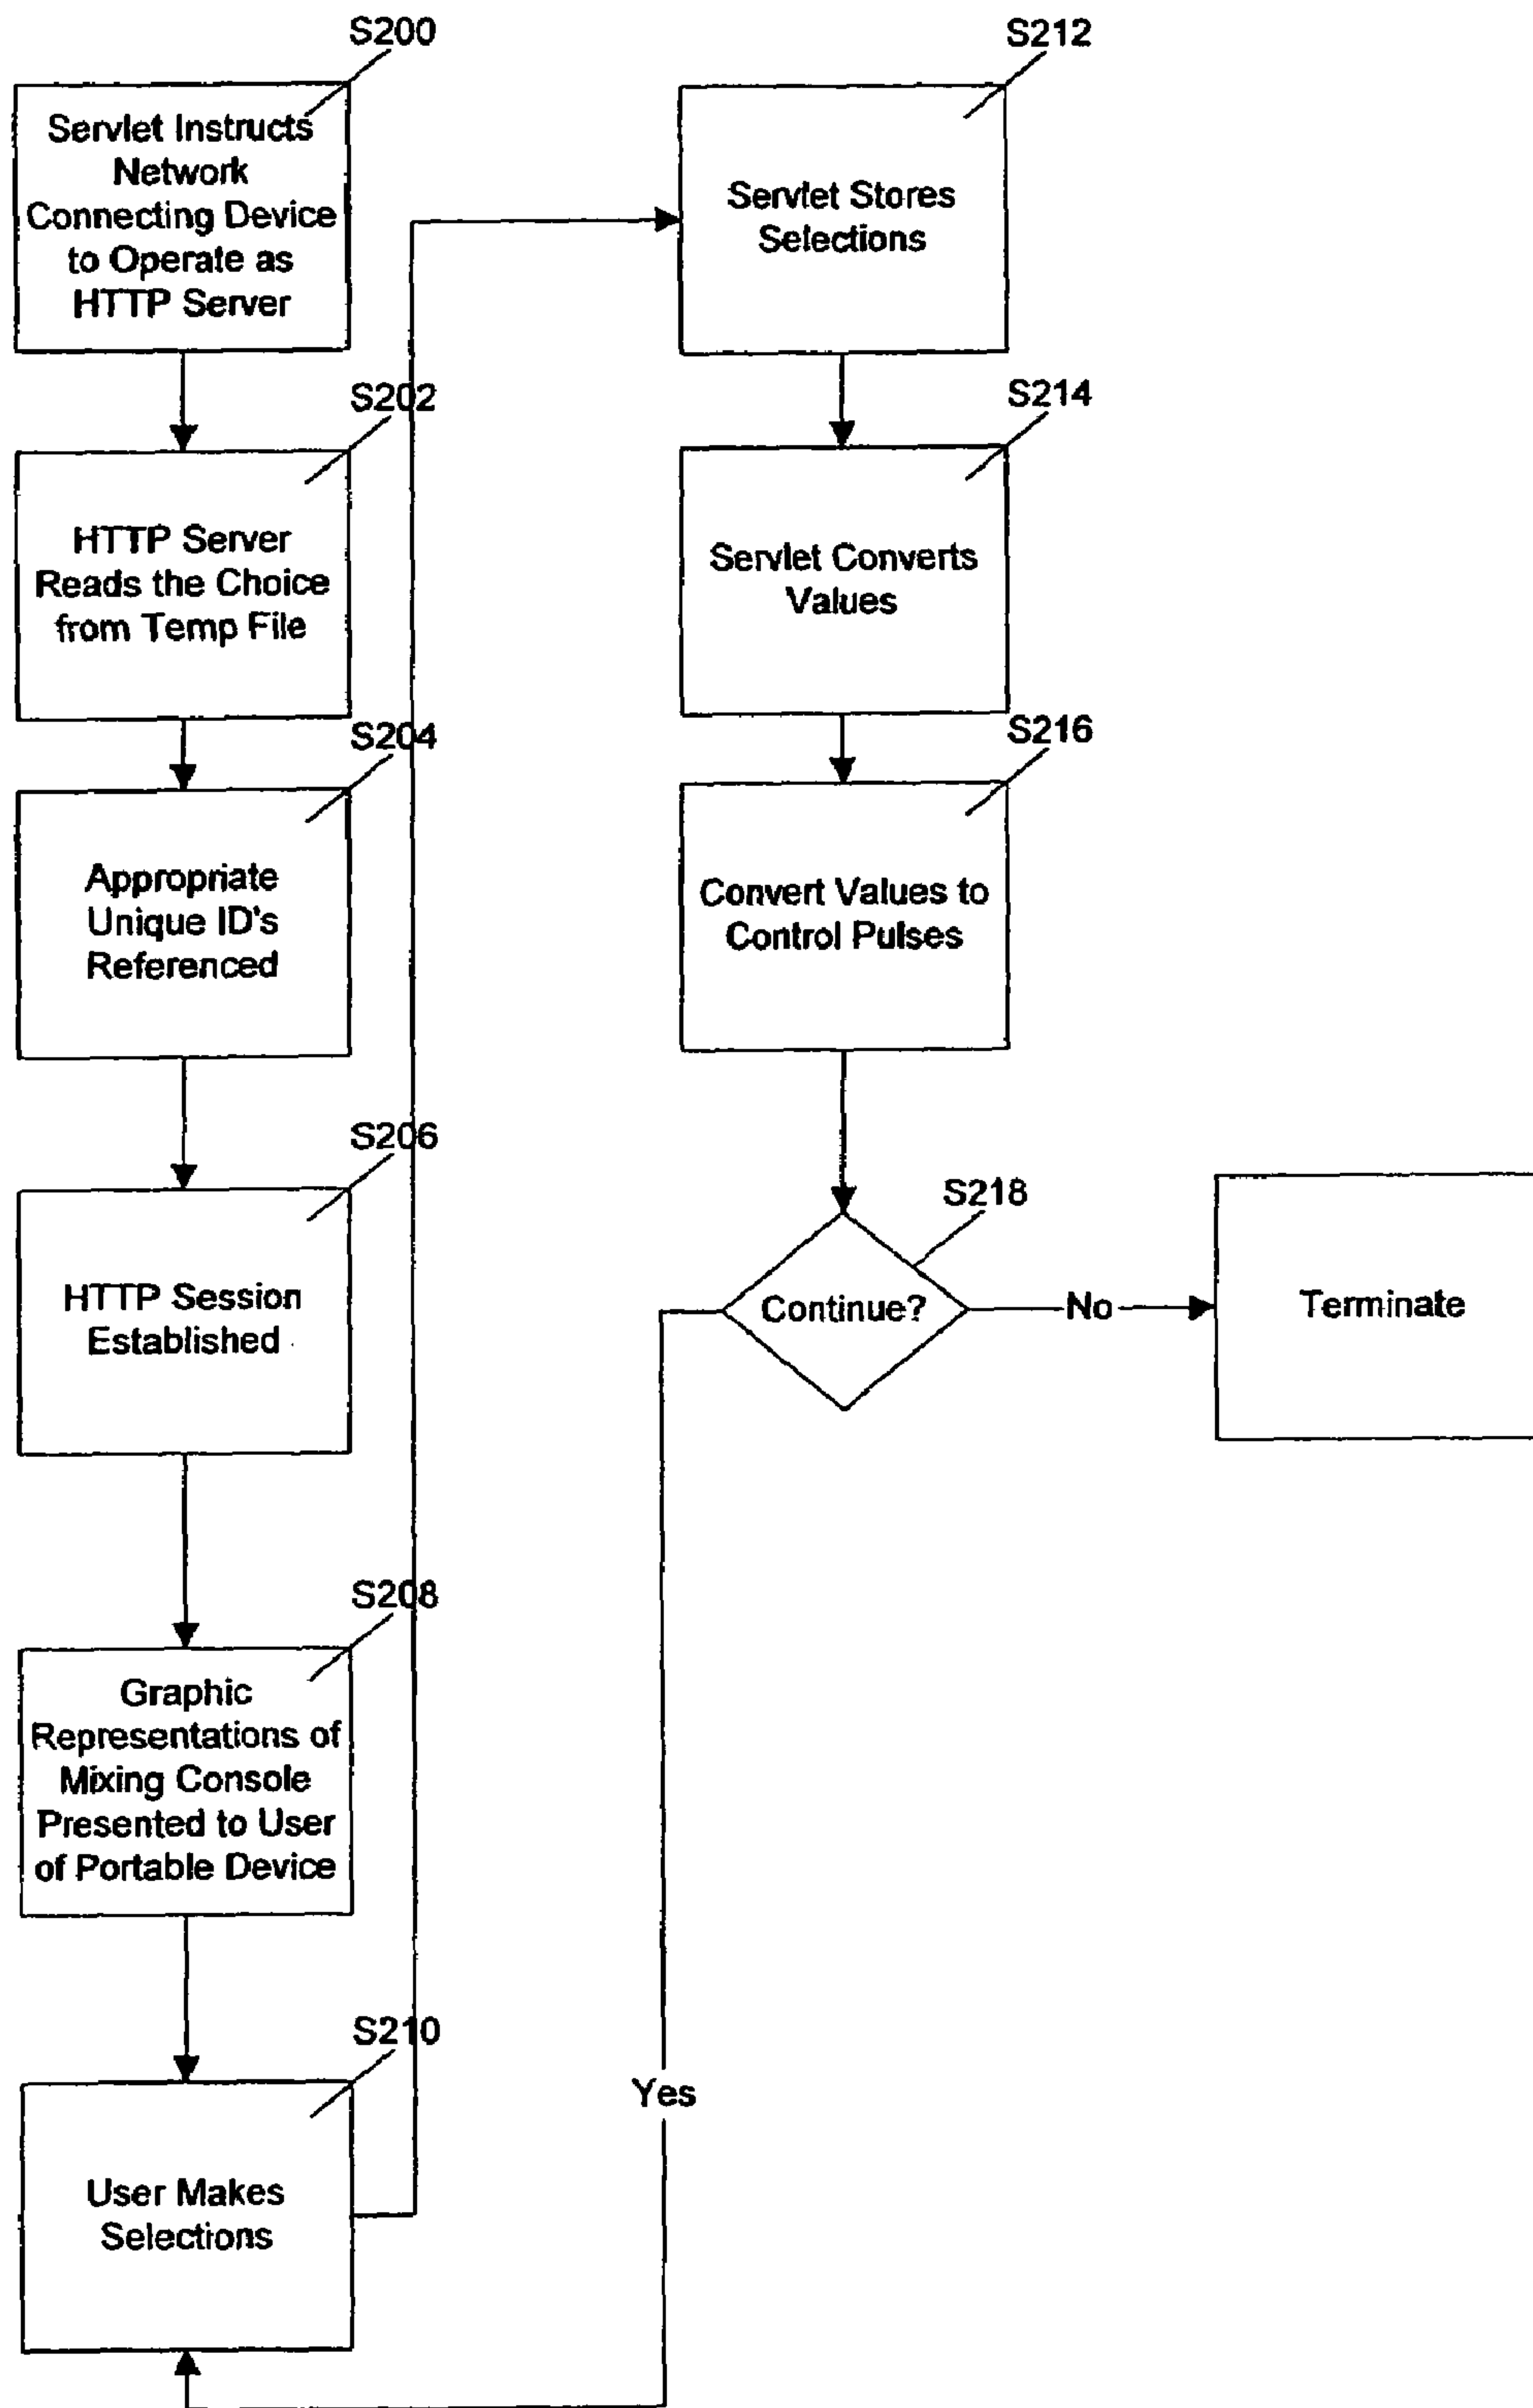 S200
Servlet Instructs
Network
Connecting Device
to Operate as
HTTP Server
S202
HTTP Server
Reads the Choice
from Temp File
S204
Appropriate
Unique ID's
Referenced
S206
HTTP Session
Established
S208
Graphic
Representations of
Mixing Console
Presented to User
of Portable Device
S210
User Makes
Selections
S212
Servlet Stores
Selections
S214
Servlet Converts
Values
S216
Convert Values to
Control Pulses
S218
Continue?
No
Terminate
Yes